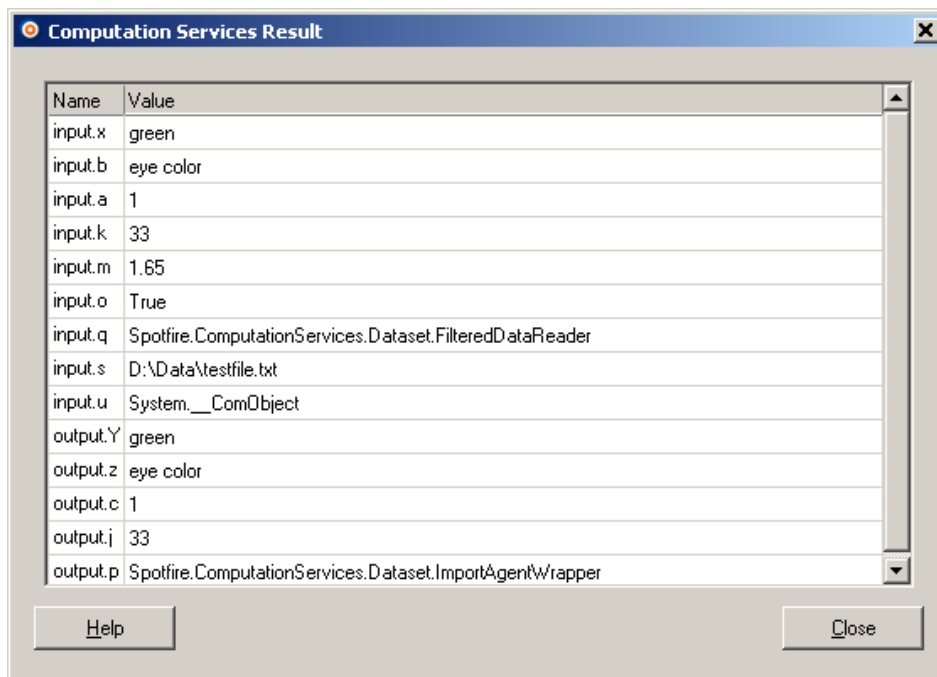 Computation Services Result
Name Value
input.x green
input.b eye color
input.a 1
input.k 33
input.m 1.65
input.o True
input.q Spotfire.ComputationServices.Dataset.FilteredDataReader
input.s D:\Data\testfile.txt
input.u System.__ComObject
output.Y green
output.z eye color
output.c 1
output.j 33
output.p Spotfire.ComputationServices.Dataset.ImportAgentWrapper
Help Close